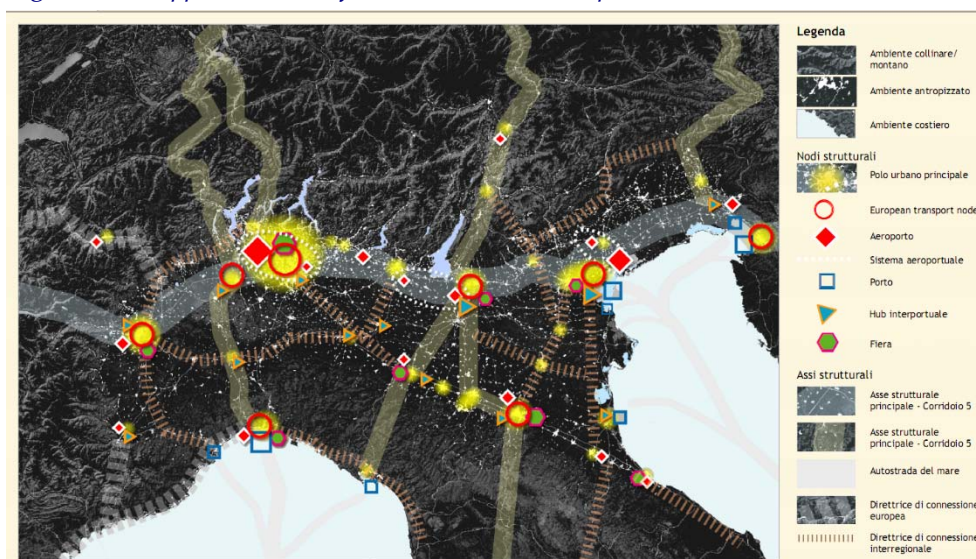 Legenda
Ambiente collinare/
montano
Ambiente antropizzato
Ambiente costiero
Nodi strutturali
Polo urbano principale
European transport node
Aeroporto
Sistema aeroportuale
Porto
Hub interportuale
Fiera
Assi strutturali
Asse strutturale
principale - Corridoio 5
Asse strutturale
principale - Corridoio 5
Autostrada del mare
Direttrice di connessione
europea
Direttrice di connessione
interregionale